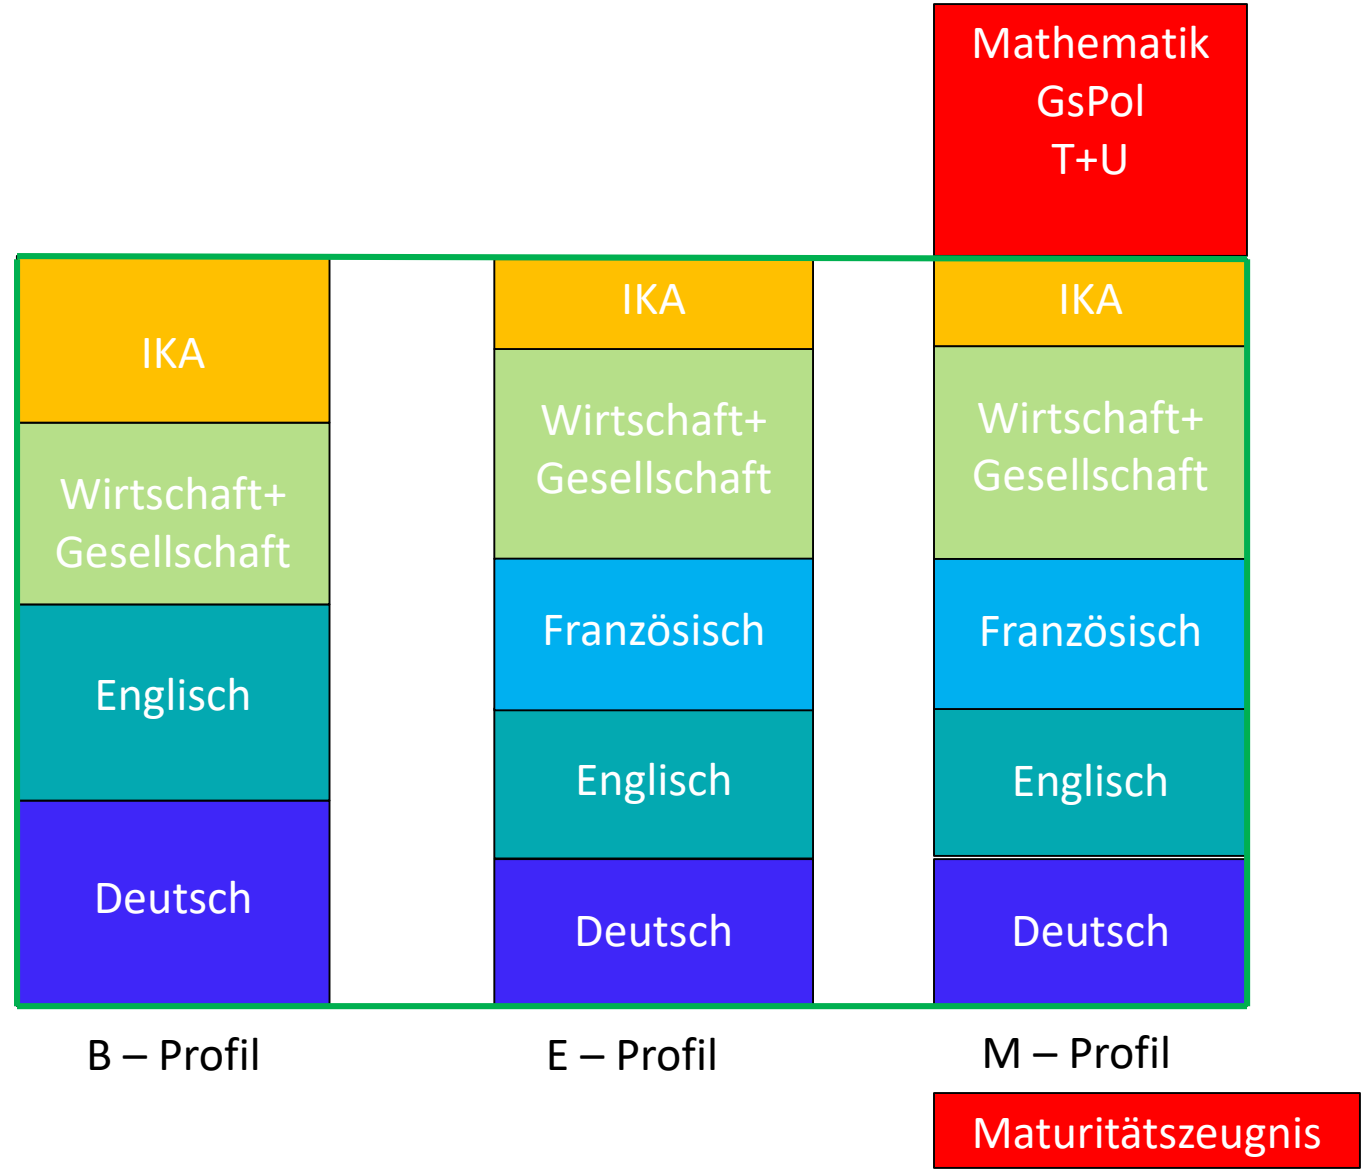 Mathematik
GsPol
T+U
IKA
Wirtschaft+
Gesellschaft
Englisch
Deutsch
B – Profil
IKA
Wirtschaft+
Gesellschaft
Französisch
Englisch
Deutsch
E – Profil
IKA
Wirtschaft+
Gesellschaft
Französisch
Englisch
Deutsch
M – Profil
Maturitätszeugnis